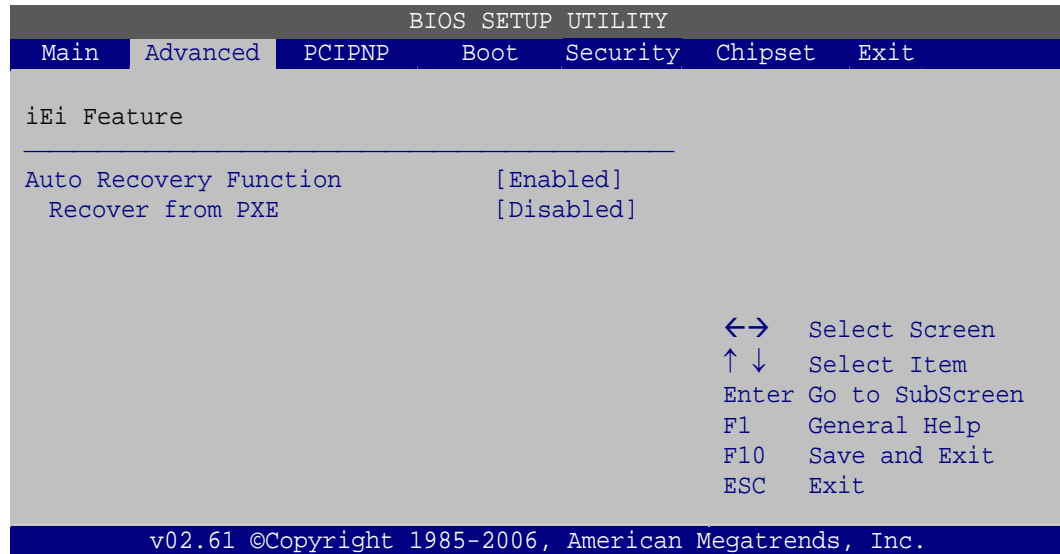 BIOS SETUP UTILITY
Main Advanced PCIPNP Boot Security Chipset Exit
iEi Feature
Auto Recovery Function [Enabled]
Recover from PXE [Disabled]
←→ Select Screen
↑ ↓ Select Item
Enter Go to SubScreen
F1 General Help
F10 Save and Exit
ESC Exit
v02.61 ©Copyright 1985-2006, American Megatrends, Inc.